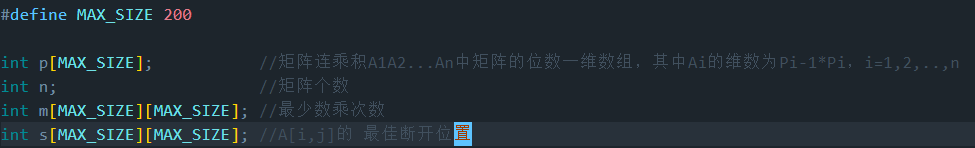 #define MAX_SIZE 200
int p[MAX_SIZE]; //矩阵连乘积A1A2...An中矩阵的位数一维数组，其中Ai的维数为Pi-1*Pi，i=1,2,..,n
int n; //矩阵个数
int m[MAX_SIZE][MAX_SIZE]; //最少数乘次数
int s[MAX_SIZE][MAX_SIZE]; //A[i,j]的 最佳断开位置